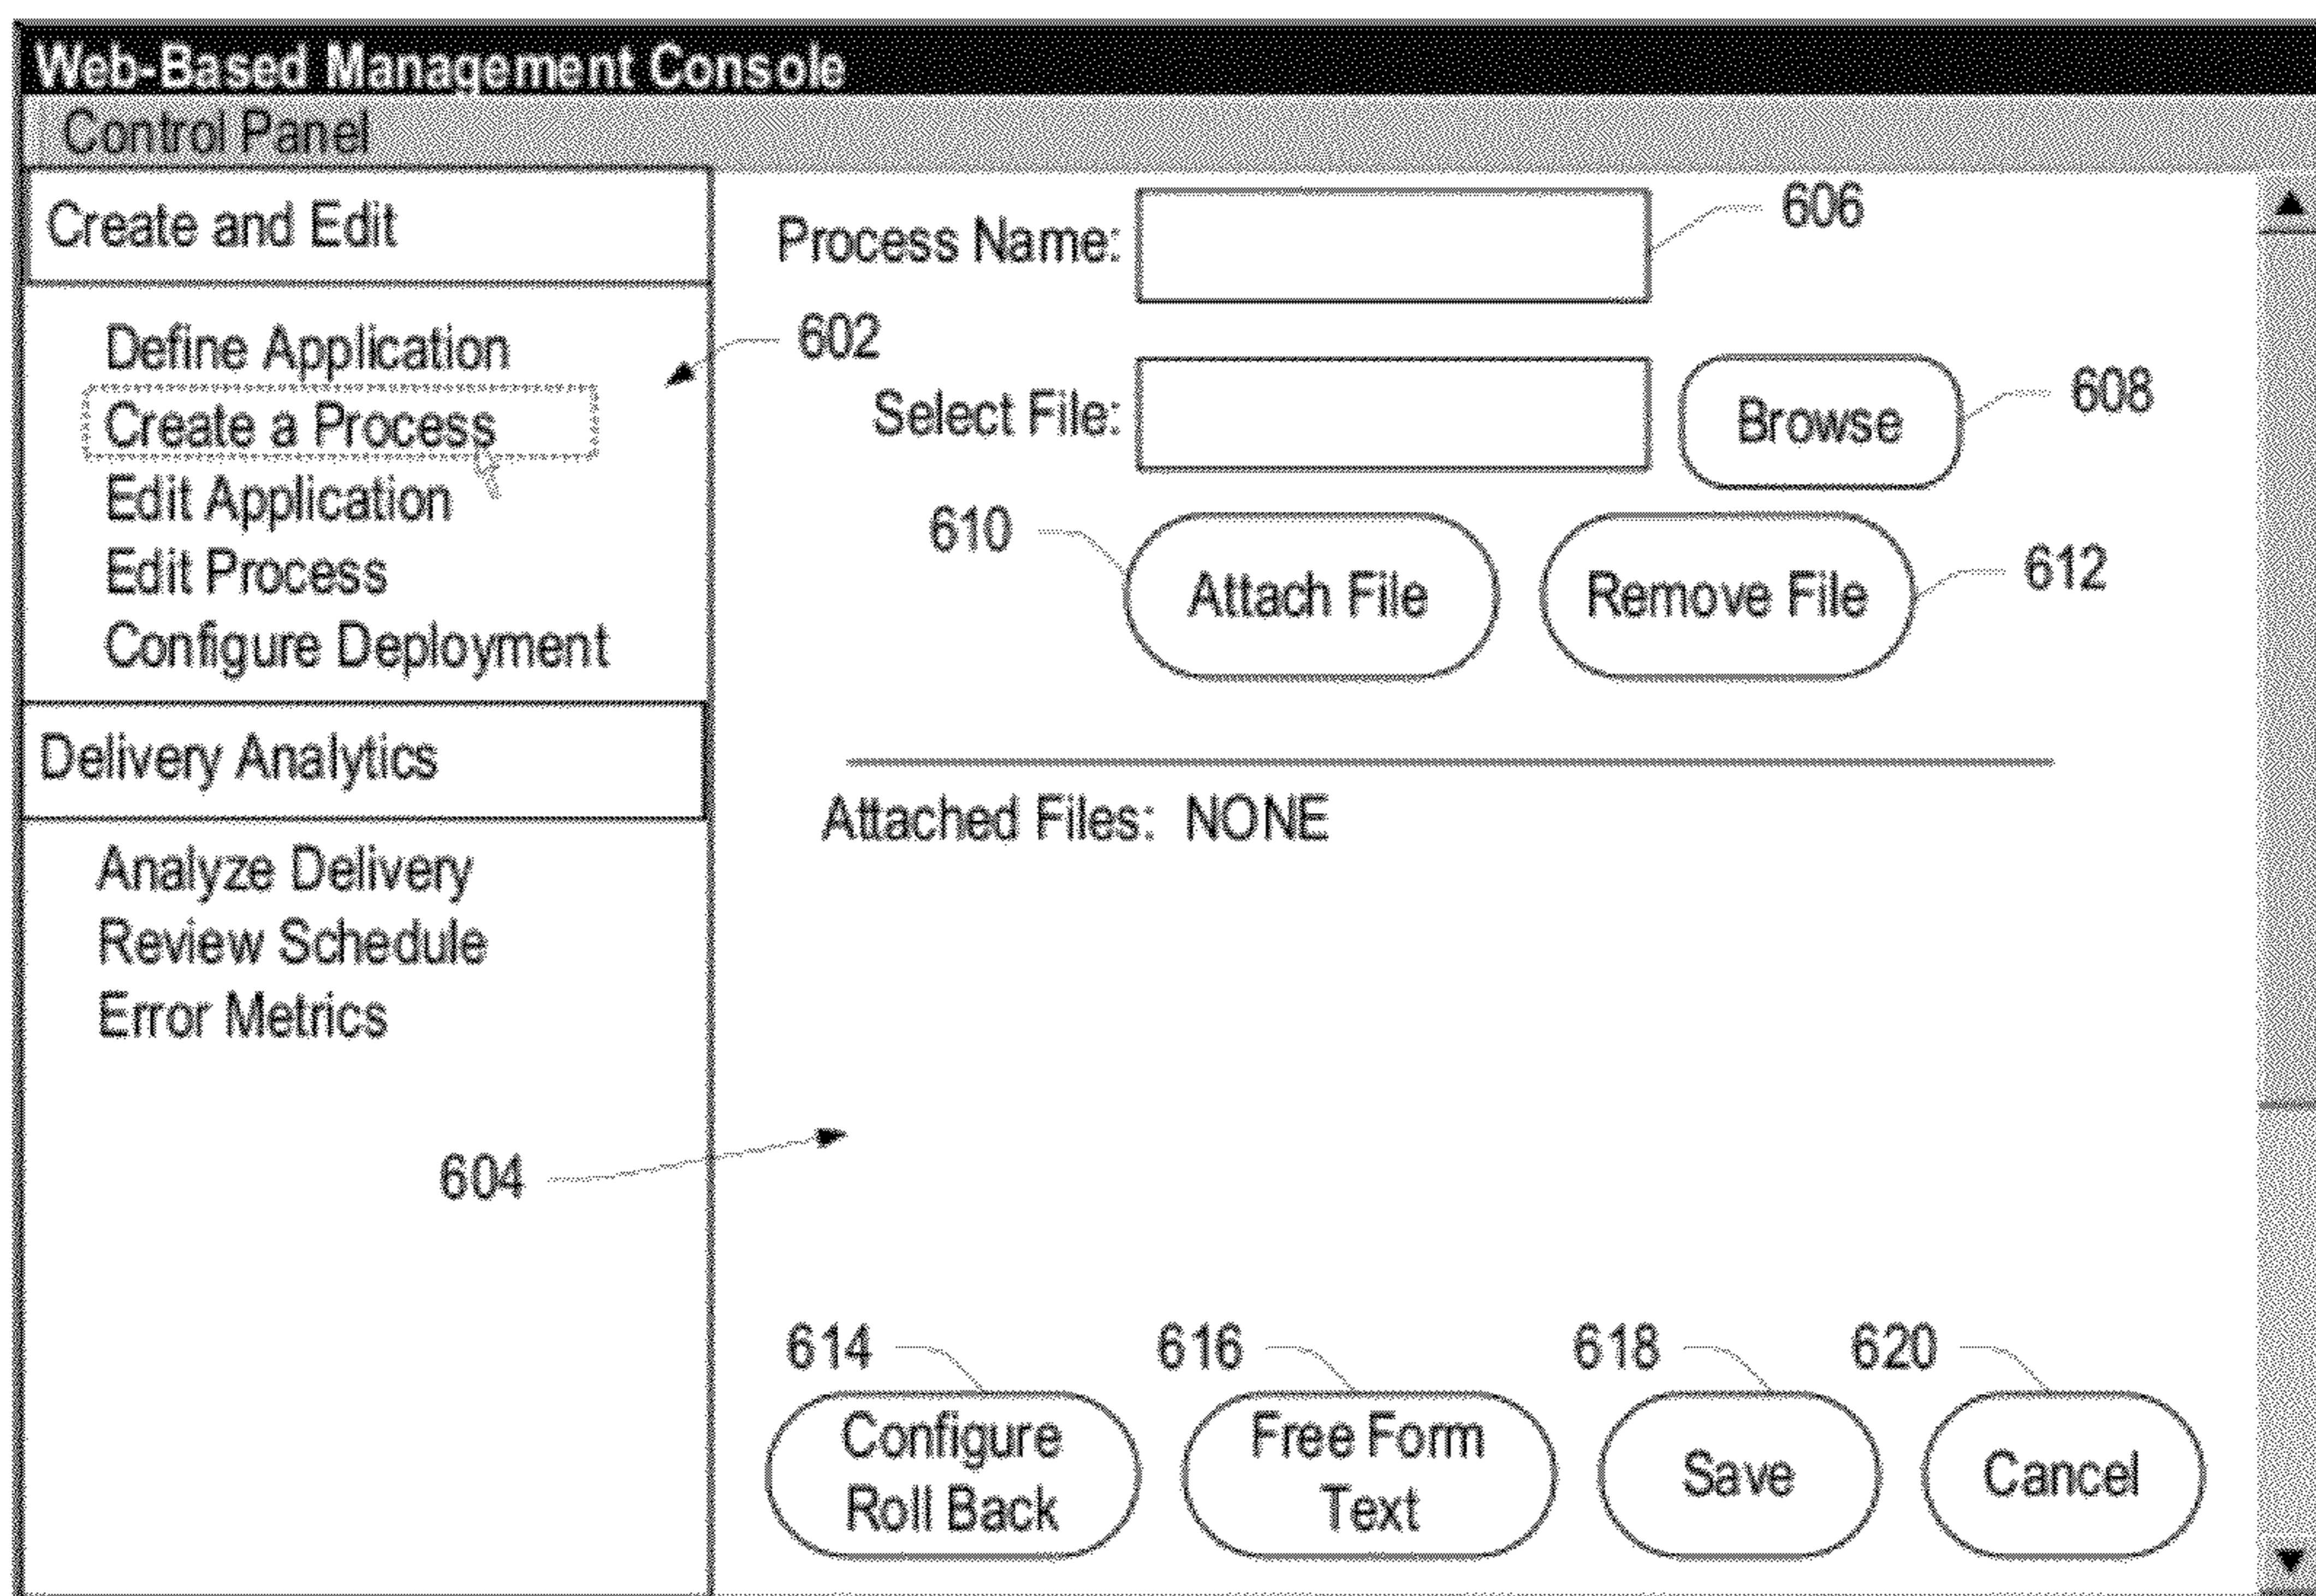 Web-Based Management Console
Control Panel
Create and Edit
Define Application
Create a Process
Edit Application
Edit Process
Configure Deployment
Delivery Analytics
Analyze Delivery
Review Schedule
Error Metrics
602
604
Process Name:
606
Select File:
Browse
608
610
Attach File
Remove File
612
Attached Files: NONE
614
616
618
620
Configure
Roll Back
Free Form
Text
Save
Cancel